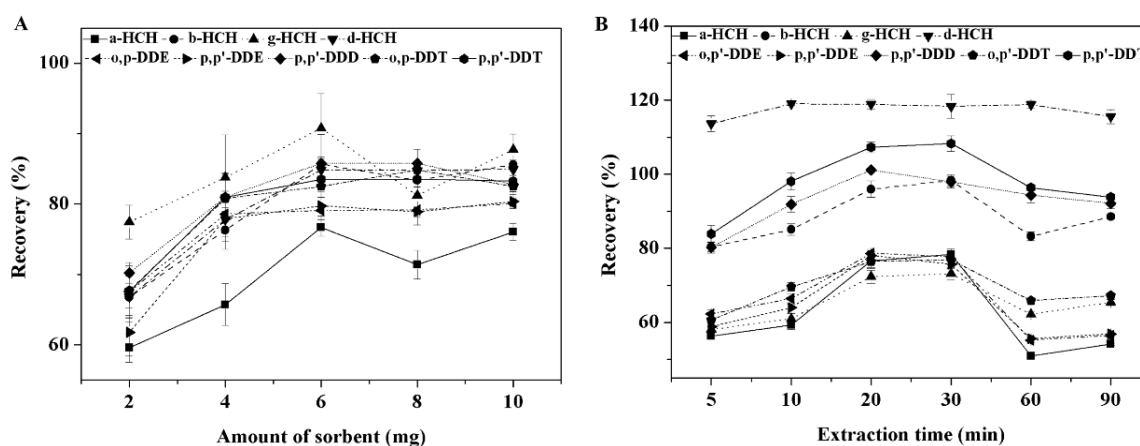 A
a-HCH b-HCH g-HCH d-HCH
o,p-DDE p,p'-DDE p,p'-DDD o,p-DDT p,p'-DDT
100
80
60
Recovery (%)
2 4 6 8 10
Amount of sorbent (mg)
B
a-HCH b-HCH g-HCH d-HCH
o,p'-DDE p,p'-DDE p,p'-DDD o,p'-DDT p,p'-DDT
140
120
100
80
60
Recovery (%)
5 10 20 30 60 90
Extraction time (min)